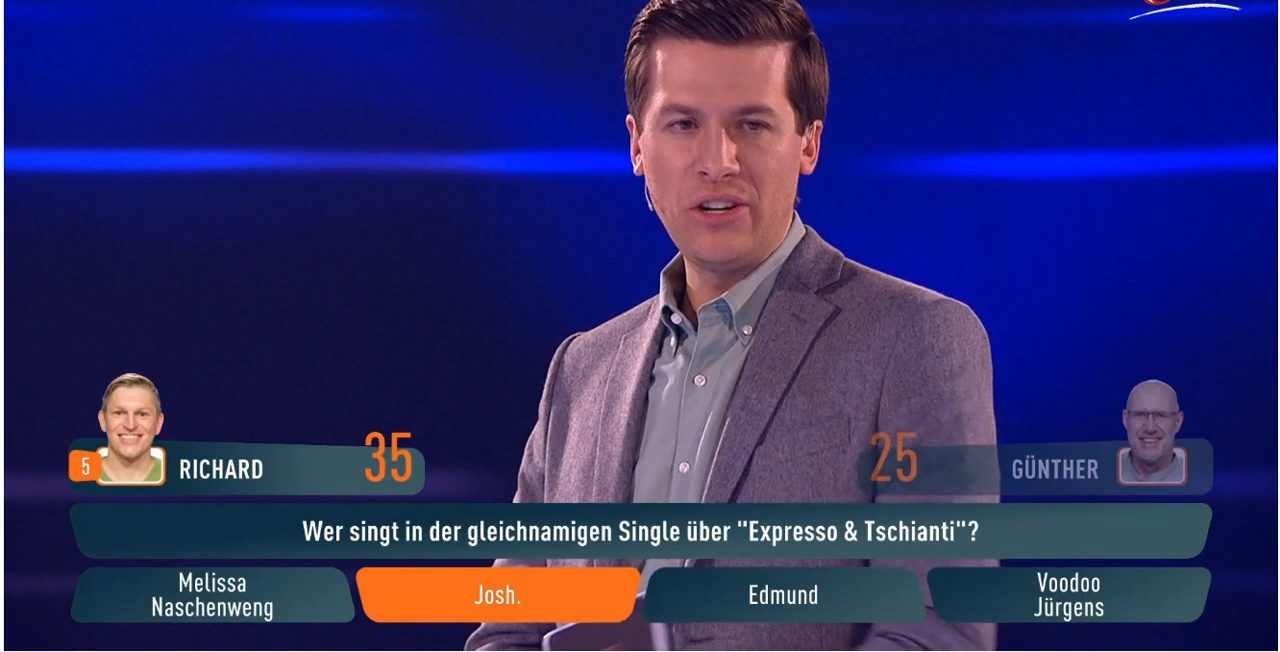 5
RICHARD
35
25
GÜNTHER
Wer singt in der gleichnamigen Single über "Expresso & Tschianti"?
Melissa
Naschenweng
Josh.
Edmund
Voodoo
Jürgens